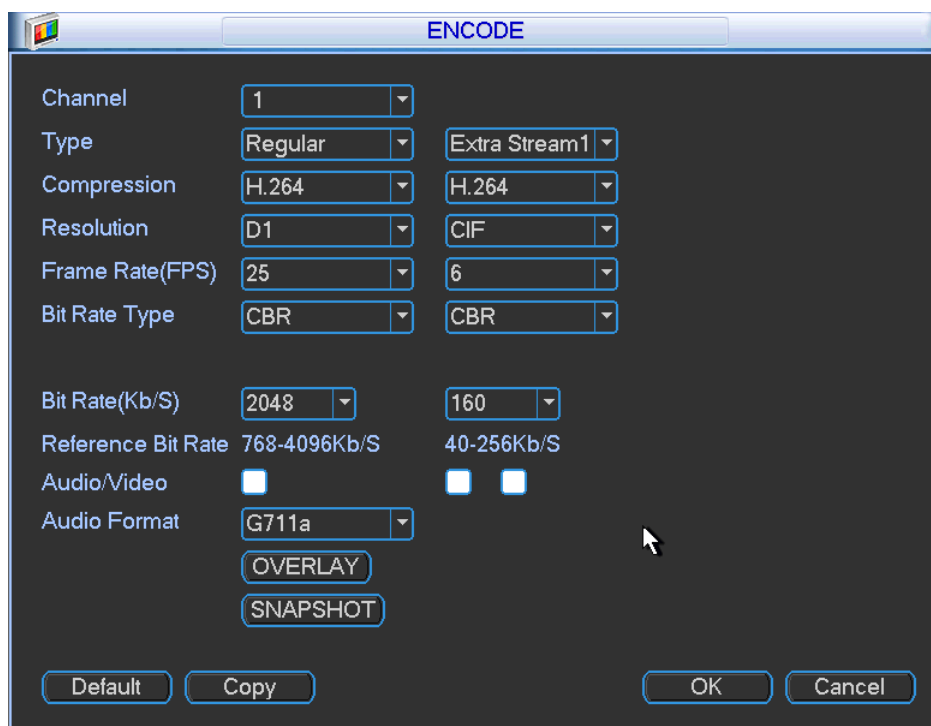 ENCODE
Channel 1
Type Regular Extra Stream1
Compression H.264 H.264
Resolution D1 CIF
Frame Rate(FPS) 25 6
Bit Rate Type CBR CBR
Bit Rate(Kb/S) 2048 160
Reference Bit Rate 768-4096Kb/S 40-256Kb/S
Audio/Video
Audio Format G711a
OVERLAY
SNAPSHOT
Default Copy OK Cancel